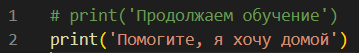 1 # print('Продолжаем обучение')
2 print('Помогите, я хочу домой')